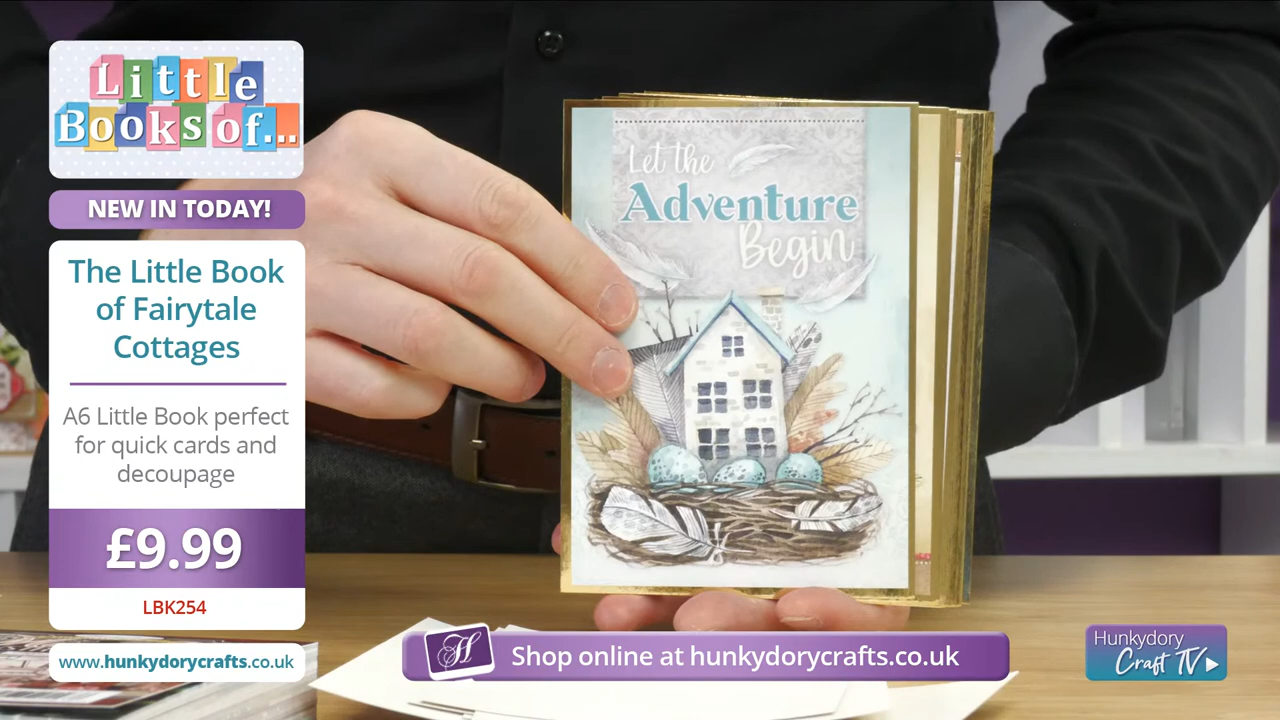 Little
Books of...
NEW IN TODAY!
The Little Book
of Fairytale
Cottages
A6 Little Book perfect
for quick cards and
decoupage
£9.99
LBK254
www.hunkydorycrafts.co.uk
Let the
Adventure
Begin
Shop online at hunkydorycrafts.co.uk
Hunkydory
Craft TV